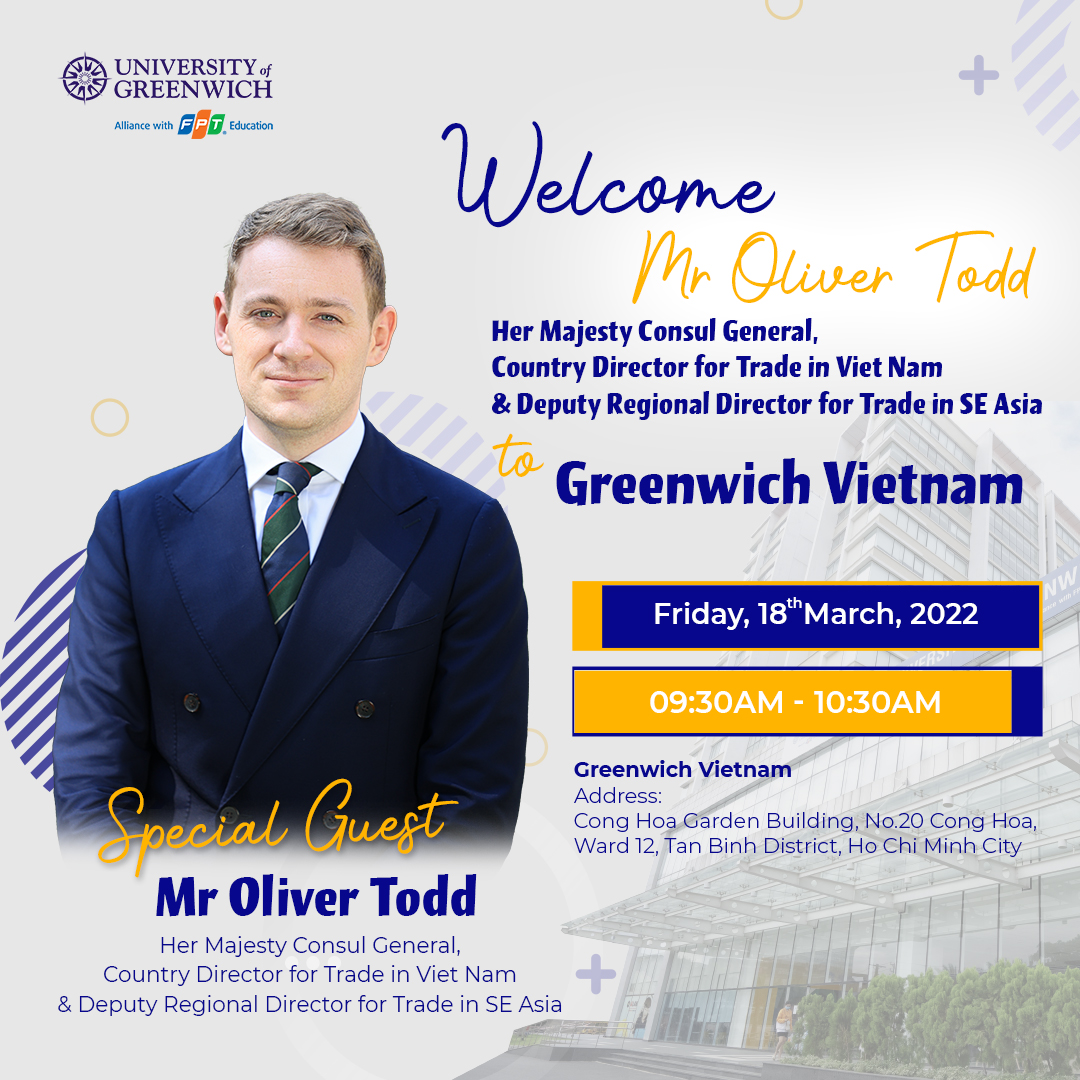 UNIVERSITY of
GREENWICH
Alliance with FPT Education
Welcome
Mr Oliver Todd
Her Majesty Consul General,
Country Director for Trade in Viet Nam
& Deputy Regional Director for Trade in SE Asia
to Greenwich Vietnam
Friday, 18th March, 2022
09:30AM - 10:30AM
Greenwich Vietnam
Address:
Cong Hoa Garden Building, No.20 Cong Hoa,
Ward 12, Tan Binh District, Ho Chi Minh City
Special Guest
Mr Oliver Todd
Her Majesty Consul General,
Country Director for Trade in Viet Nam
& Deputy Regional Director for Trade in SE Asia